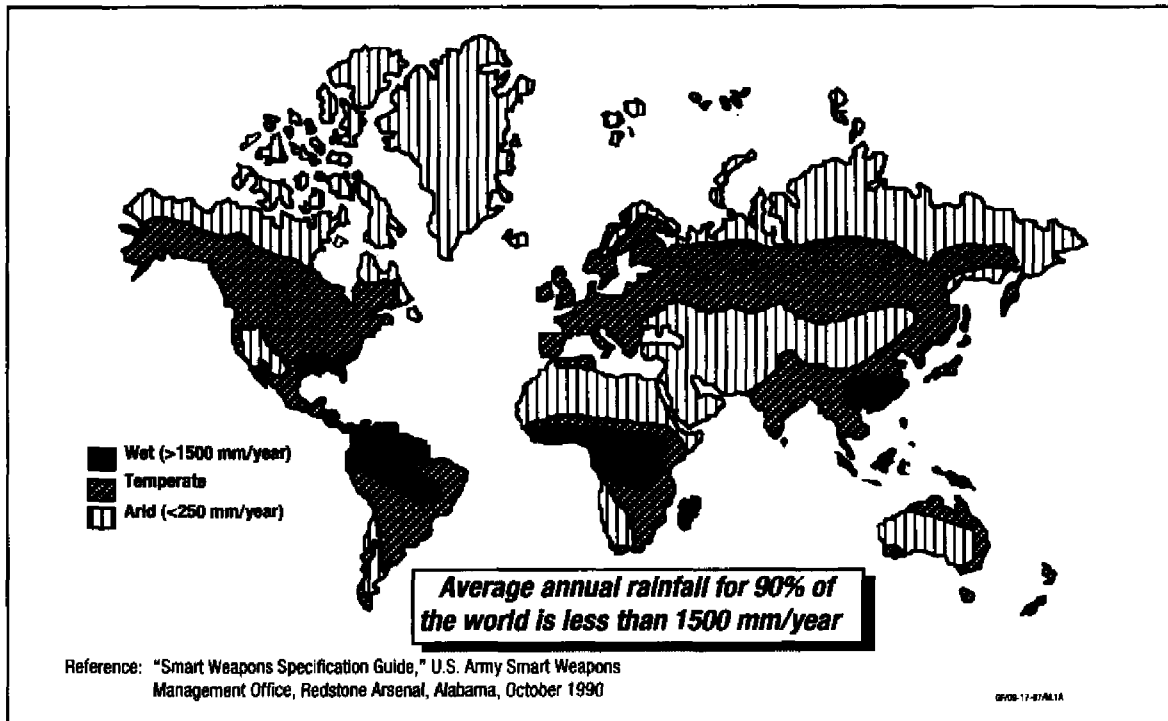 Wet (>1500 mm/year)
Temperate
Arid (<250 mm/year)
Average annual rainfall for 90% of
the world is less than 1500 mm/year
Reference: "Smart Weapons Specification Guide," U.S. Army Smart Weapons
Management Office, Redstone Arsenal, Alabama, October 1990